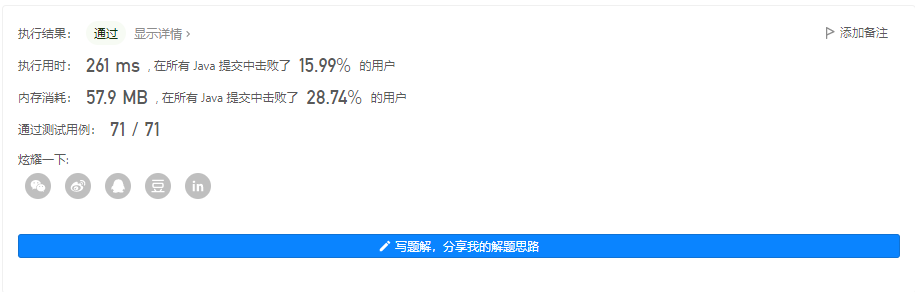 执行结果： 通过 显示详情 › 添加备注
执行用时： 261 ms , 在所有 Java 提交中击败了 15.99% 的用户
内存消耗： 57.9 MB , 在所有 Java 提交中击败了 28.74% 的用户
通过测试用例： 71 / 71
炫耀一下:
豆 in
写题解，分享我的解题思路